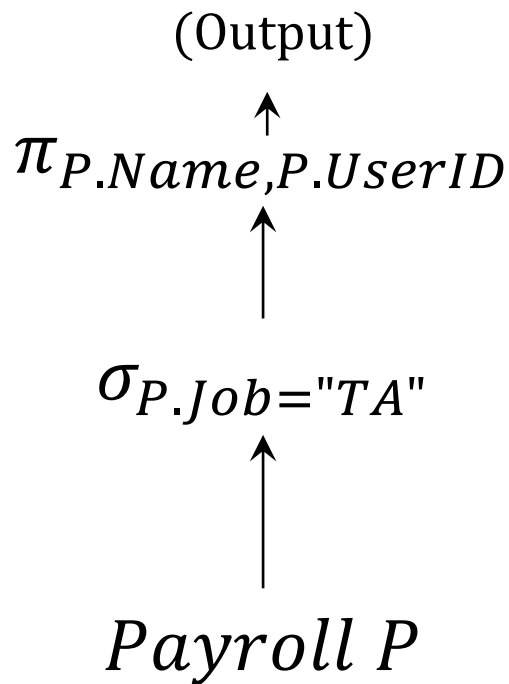 (Output)
π P.Name,P.UserID
σ P.Job="TA"
Payroll P